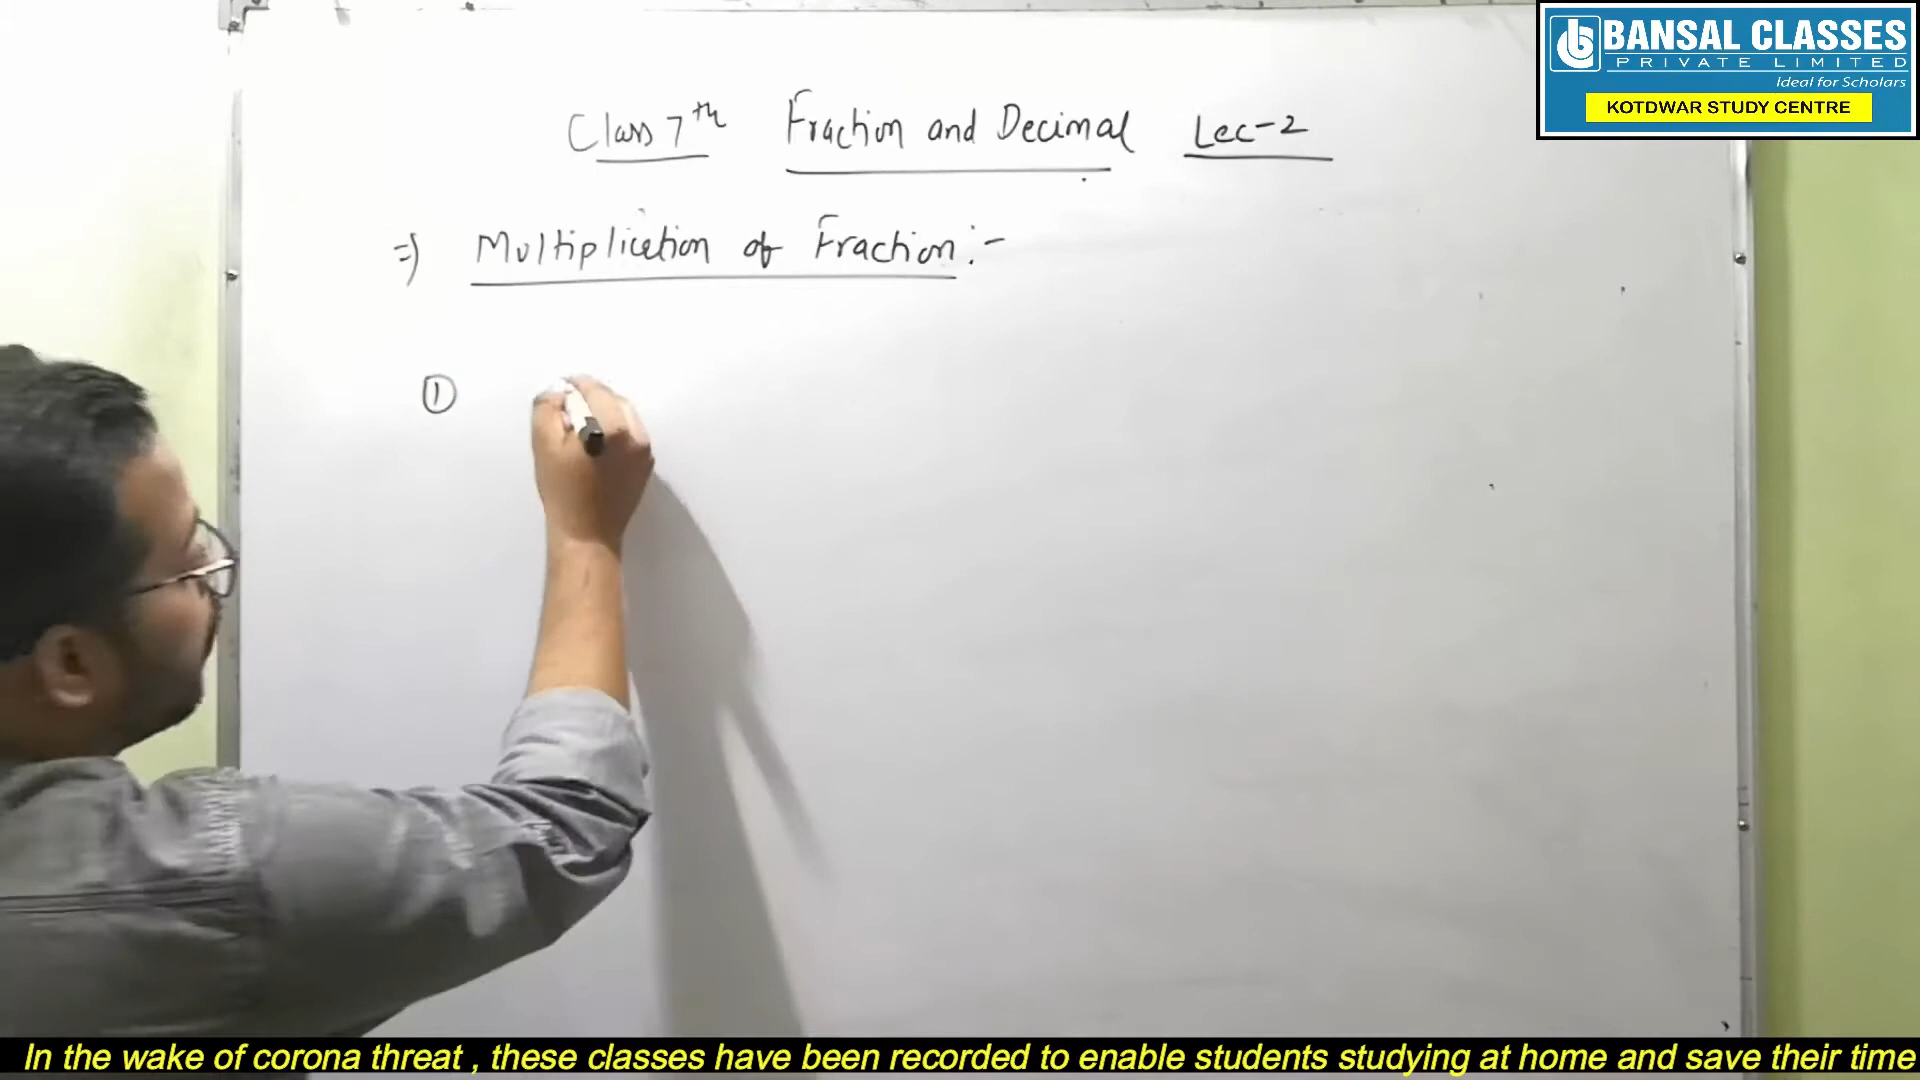 BANSAL CLASSES
PRIVATE LIMITED
Ideal for Scholars
KOTDWAR STUDY CENTRE
Class 7th Fraction and Decimal Lec-2
=) Multiplication of Fraction :-
①
In the wake of corona threat , these classes have been recorded to enable students studying at home and save their time